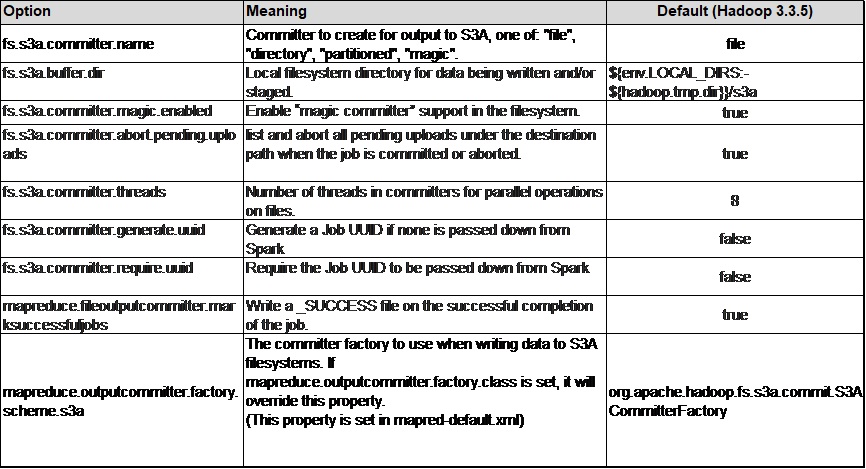 Option Meaning Default (Hadoop 3.3.5)
fs.s3a.committer.name
Committer to create for output to S3A, one of: "file",
"directory", "partitioned", "magic".
file
fs.s3a.buffer.dir
Local filesystem directory for data being written and/or
staged.
${env.LOCAL_DIRS:-
${hadoop.tmp.dir}}/s3a
fs.s3a.committer.magic.enabled
Enable "magic committer" support in the filesystem.
true
fs.s3a.committer.abort.pending.uplo
ads
list and abort all pending uploads under the destination
path when the job is committed or aborted.
true
fs.s3a.committer.threads
Number of threads in committers for parallel operations
on files.
8
fs.s3a.committer.generate.uuid
Generate a Job UUID if none is passed down from
Spark
false
fs.s3a.committer.require.uuid
Require the Job UUID to be passed down from Spark
false
mapreduce.fileoutputcommitter.mar
ksuccessfuljobs
Write a _SUCCESS file on the successful completion
of the job.
true
mapreduce.outputcommitter.factory.
scheme.s3a
The committer factory to use when writing data to S3A
filesystems. If
mapreduce.outputcommitter.factory.class is set, it will
override this property.
(This property is set in mapred-default.xml)
org.apache.hadoop.fs.s3a.commit.S3A
CommitterFactory